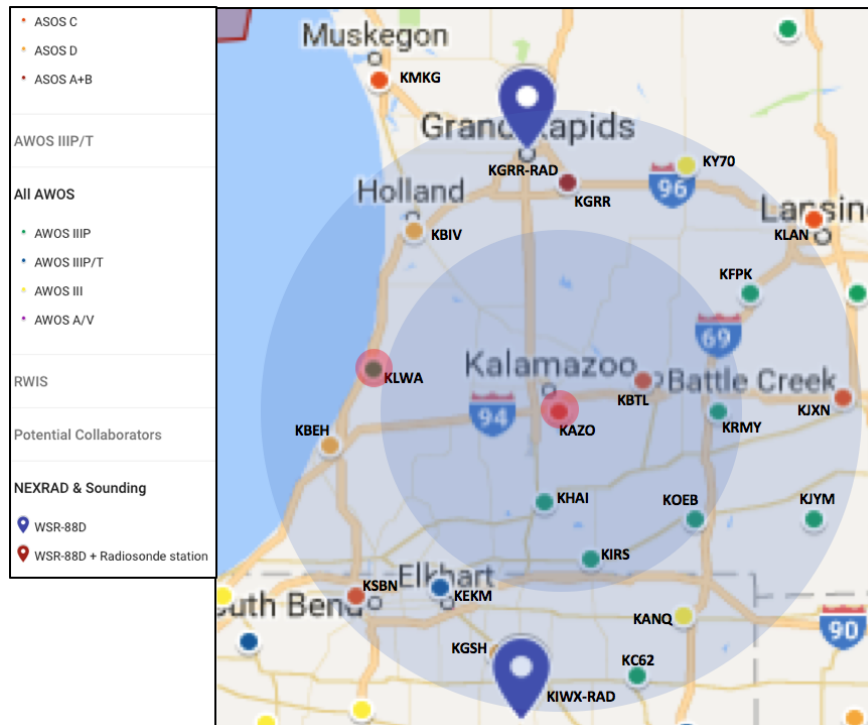 ASOS C
ASOS D
ASOS A+B
AWOS IIIP/T
All AWOS
AWOS IIIP
AWOS IIIP/T
AWOS III
AWOS A/V
RWIS
Potential Collaborators
NEXRAD & Sounding
WSR-88D
WSR-88D + Radiosonde station
Muskegon
KMKG
Grand Rapids
KGRR-RAD
KY70
KGRR
96
Holland
KBIV
Lansin
KLAN
KFPK
69
KLWA
Kalamazoo
KBTL
Battle Creek
94
KAZO
KRMY
KJXN
KBEH
KHAI
KOEB
KJYM
KIRS
Elkhart
KSBN
KEKM
outh Bend
KANQ
90
KGSH
KC62
KIWX-RAD